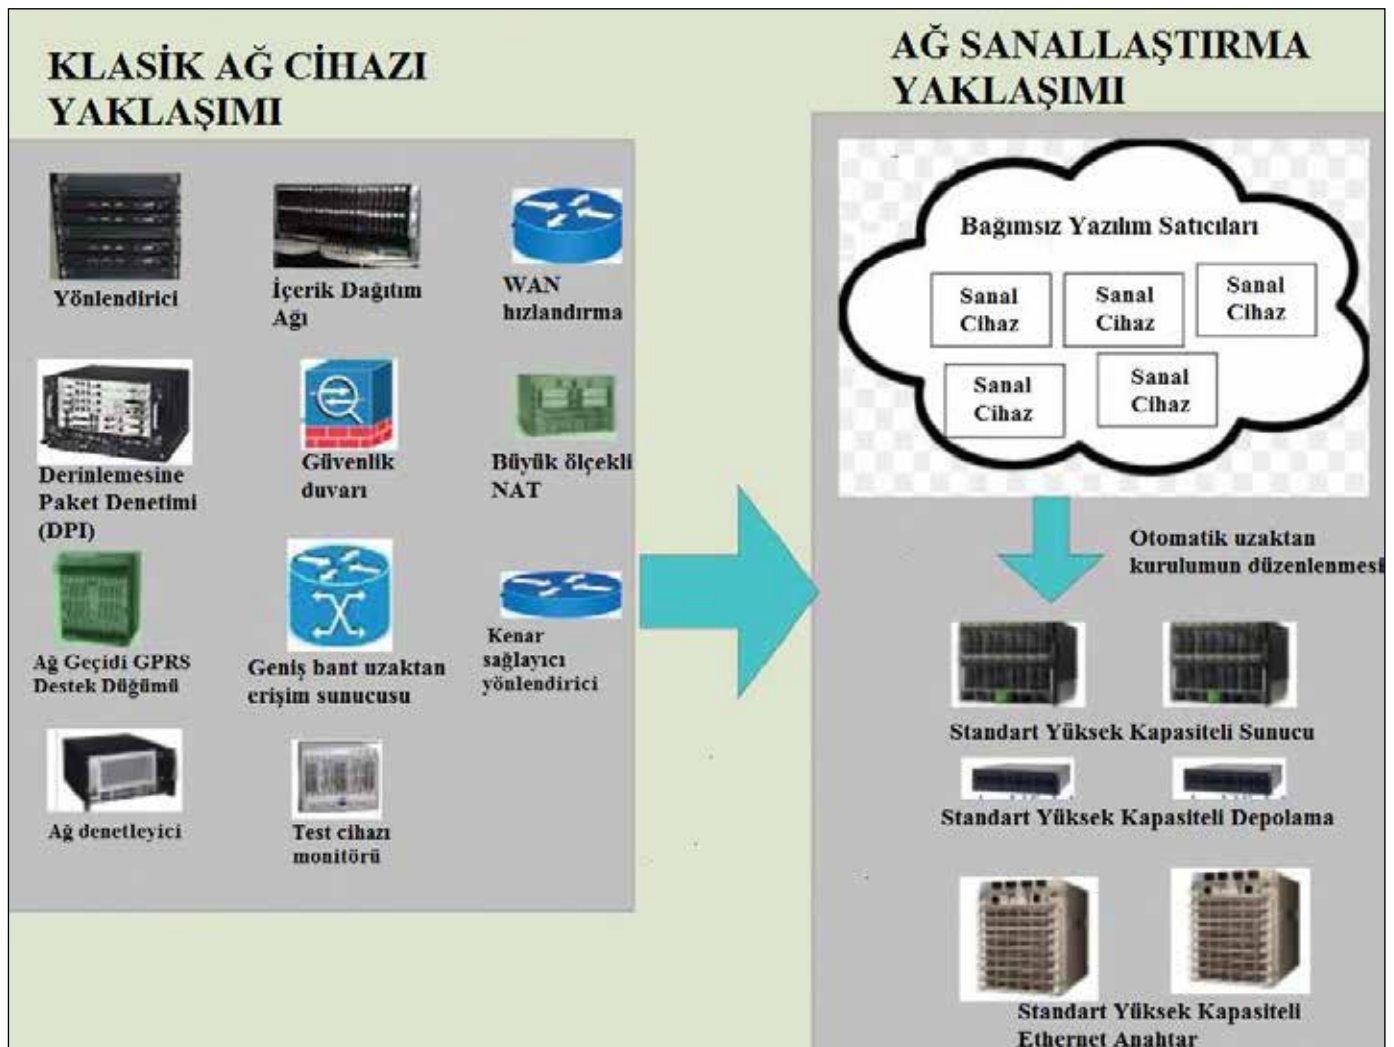 KLASİK AĞ CİHAZI
YAKLAŞIMI
Yönlendirici
İçerik Dağıtım
Ağı
WAN
hızlandırma
Derinlemesine
Paket Denetimi
(DPI)
Güvenlik
duvarı
Büyük ölçekli
NAT
Ağ Geçidi GPRS
Destek Düğümü
Geniş bant uzaktan
erişim sunucusu
Kenar
sağlayıcı
yönlendirici
Ağ denetleyici
Test cihazı
monitörü
AĞ SANALLAŞTIRMA
YAKLAŞIMI
Bağımsız Yazılım Satıcıları
Sanal
Cihaz
Sanal
Cihaz
Sanal
Cihaz
Sanal
Cihaz
Sanal
Cihaz
Otomatik uzaktan
kurulumun düzenlenmesi
Standart Yüksek Kapasiteli Sunucu
Standart Yüksek Kapasiteli Depolama
Standart Yüksek Kapasiteli
Ethernet Anahtar